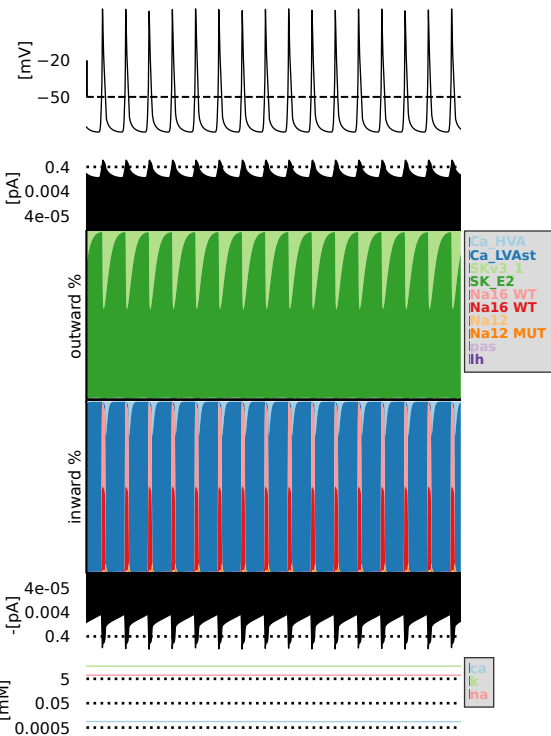 [mV]
−20
−50
[pA]
0.4
0.004
4e-05
outward %
Ca_HVA
Ca_LVAst
SKv3_1
SK_E2
Na16 WT
Na16 WT
Na12
Na12 MUT
pas
Ih
inward %
-[pA]
4e-05
0.004
0.4
[mM]
5
0.05
0.0005
ca
k
na